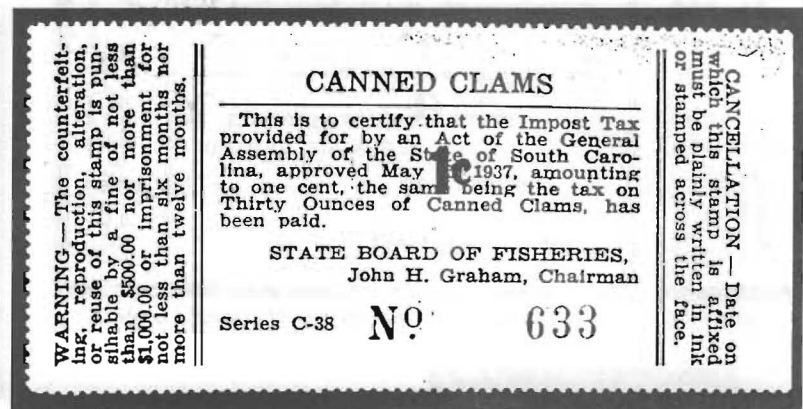 WARNING — The counterfeit-
ing, reproduction, alteration,
or reuse of this stamp is pun-
sihable by a fine of not less
than $500.00 nor more than
$1,000.00 or imprisonment for
not less than six months nor
more than twelve months.
CANNED CLAMS
This is to certify that the Impost Tax
provided for by an Act of the General
Assembly of the State of South Caro-
lina, approved May 1937, amounting
to one cent, the same being the tax on
Thirty Ounces of Canned Clams, has
been paid.
1c
STATE BOARD OF FISHERIES,
John H. Graham, Chairman
Series C-38 No 633
CANCELLATION — Date on
which this stamp is affixed
must be plainly written in ink
or stamped across the face.